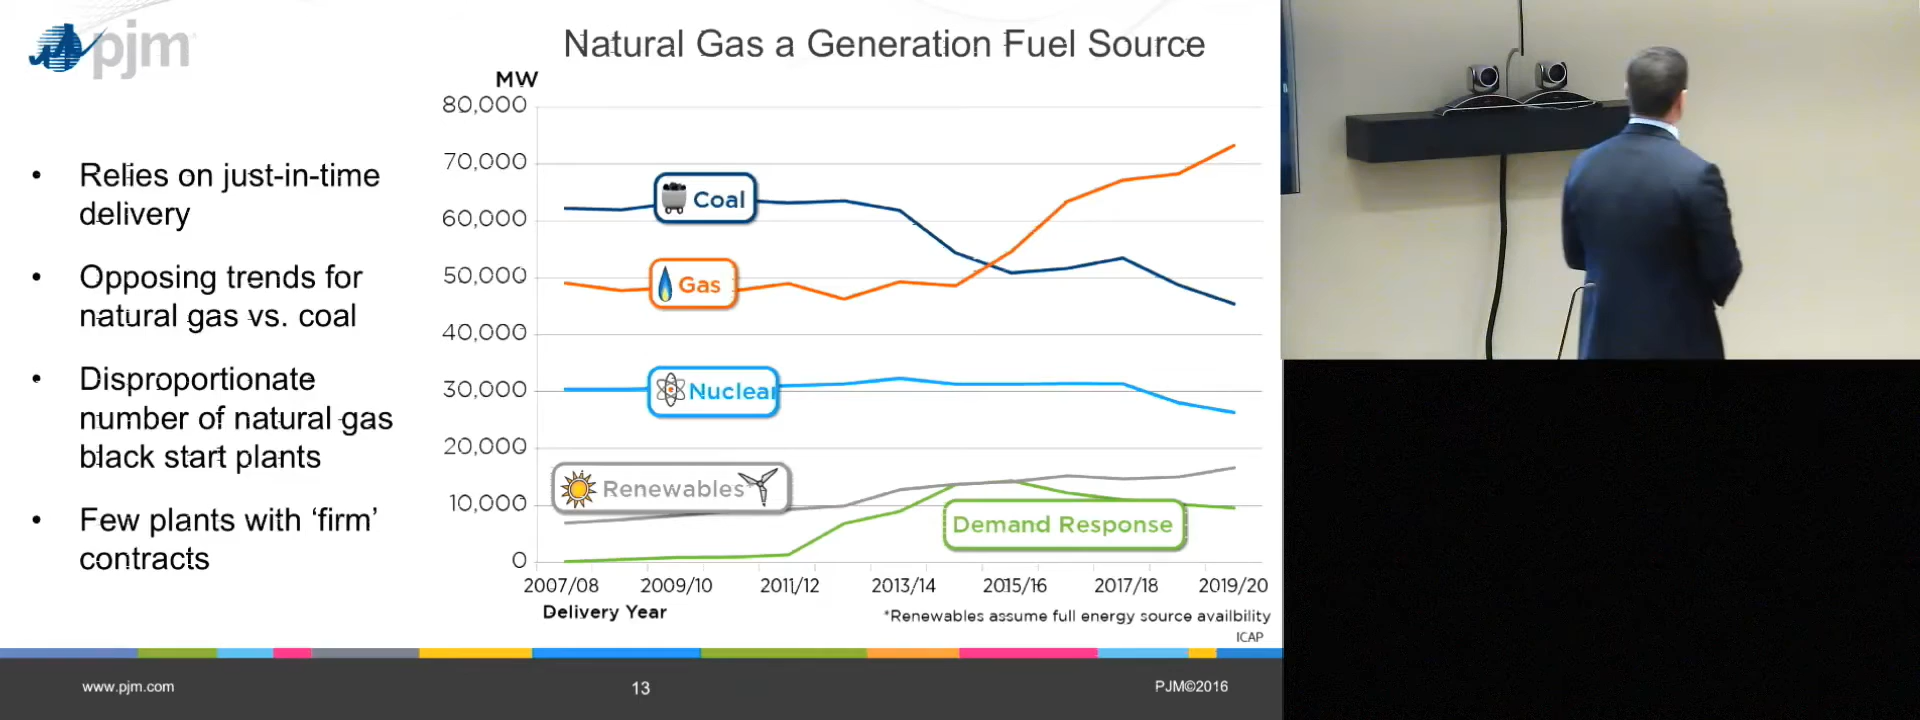 pjm
Natural Gas a Generation Fuel Source
• Relies on just-in-time
delivery
• Opposing trends for
natural gas vs. coal
• Disproportionate
number of natural gas
black start plants
• Few plants with ‘firm’
contracts
MW
80,000
70,000
60,000
50,000
40,000
30,000
20,000
10,000
0
Coal
Gas
Nuclear
Renewables*
Demand Response
2007/08 2009/10 2011/12 2013/14 2015/16 2017/18 2019/20
Delivery Year
*Renewables assume full energy source availbility
ICAP
www.pjm.com
13
PJM©2016